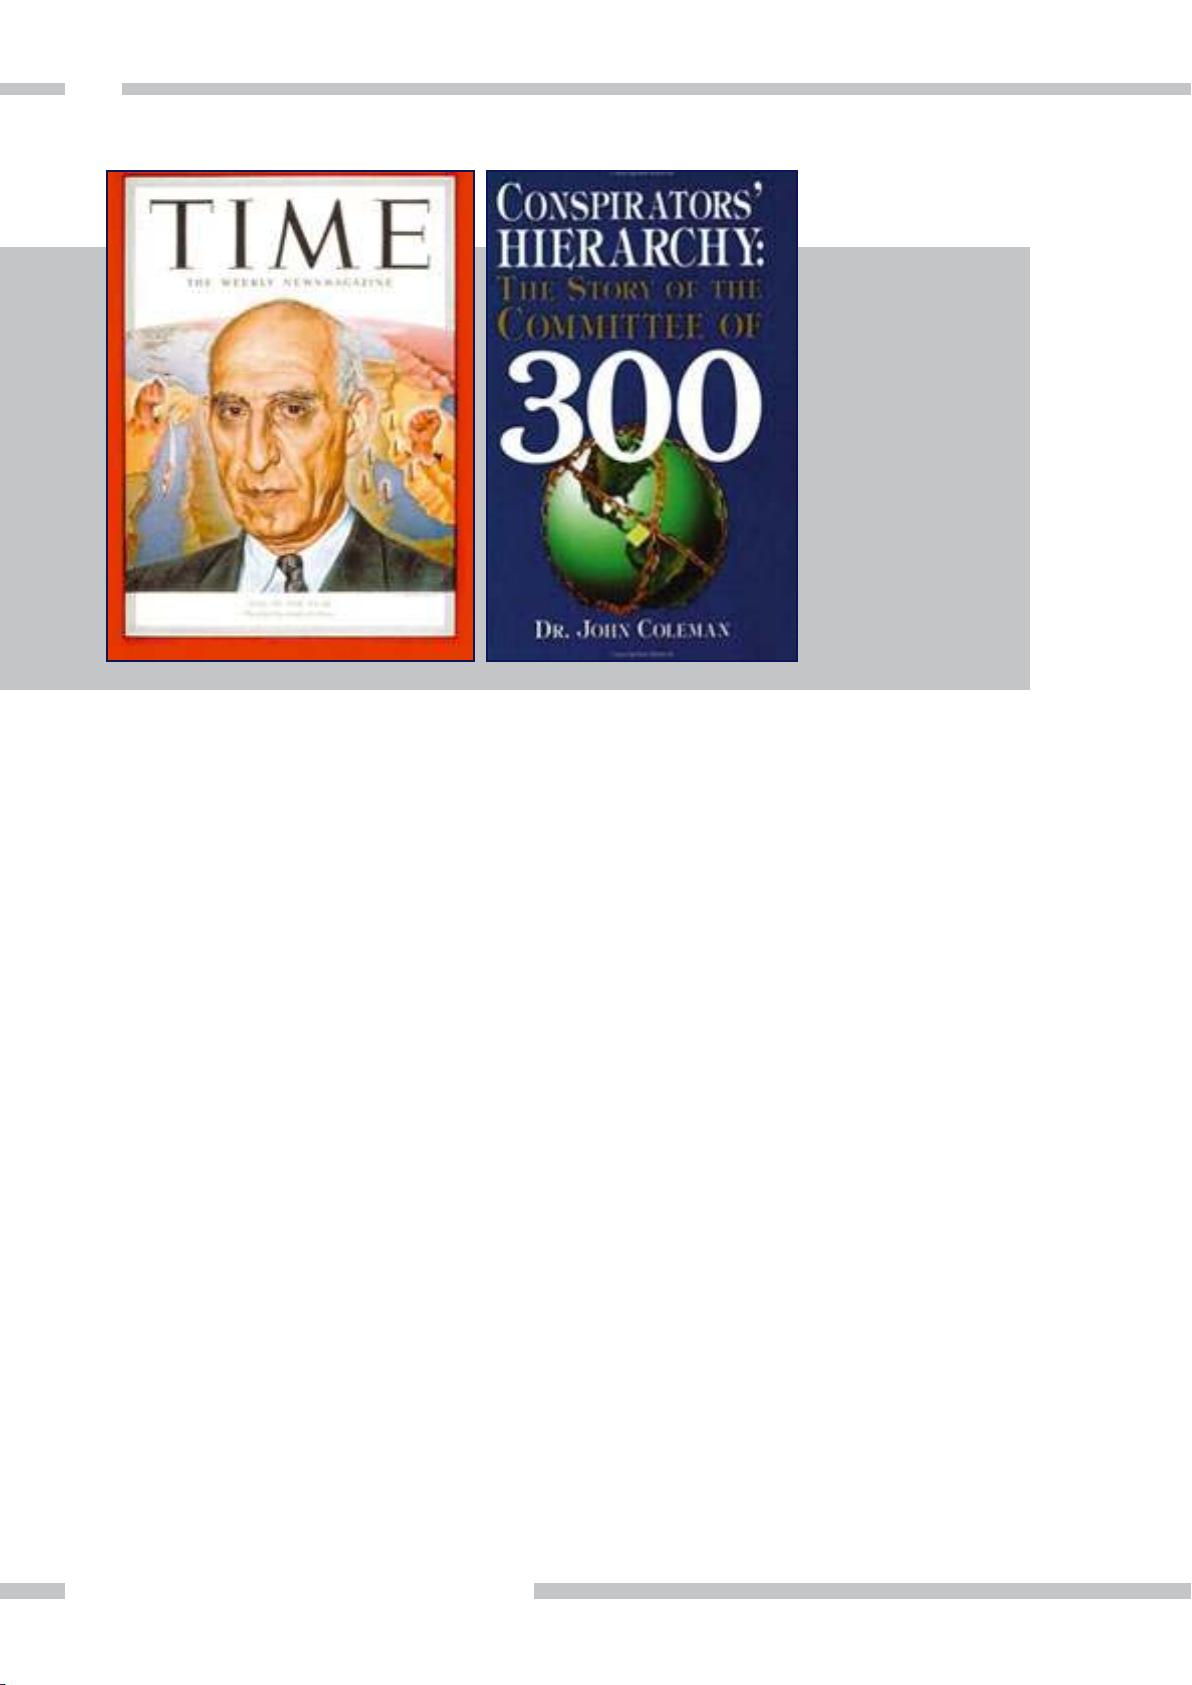 TIME
THE WEEKLY NEWSMAGAZINE
CONSPIRATORS'
HIERARCHY:
THE STORY OF THE
COMMITTEE OF
300
DR. JOHN COLEMAN